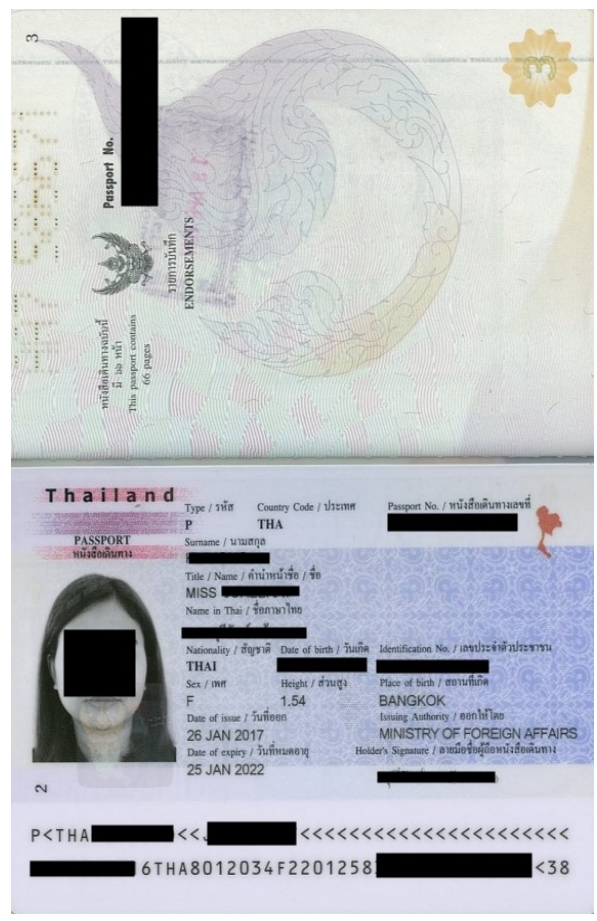 3
Passport No.
รายการบันทึก
ENDORSEMENTS
หนังสือเดินทางฉบับนี้
มี ๖๖ หน้า
This passport contains
66 pages
3
Thailand
PASSPORT
หนังสือเดินทาง
Type / รหัส Country Code / ประเทศ Passport No. / หนังสือเดินทางเลขที่
P THA
Surname / นามสกุล
Title / Name / คำนำหน้าชื่อ / ชื่อ
MISS
Name in Thai / ชื่อภาษาไทย
Nationality / สัญชาติ Date of birth / วันเกิด Identification No. / เลขประจำตัวประชาชน
THAI
Sex / เพศ Height / ส่วนสูง Place of birth / สถานที่เกิด
F 1.54 BANGKOK
Date of issue / วันที่ออก Issuing Authority / ออกให้โดย
26 JAN 2017 MINISTRY OF FOREIGN AFFAIRS
Date of expiry / วันที่หมดอายุ Holder's Signature / ลายมือชื่อผู้ถือหนังสือเดินทาง
25 JAN 2022
2
P<THA <<J <<<<<<<<<<<<<<<<<<<<<<
6THA8012034F2201258 <38